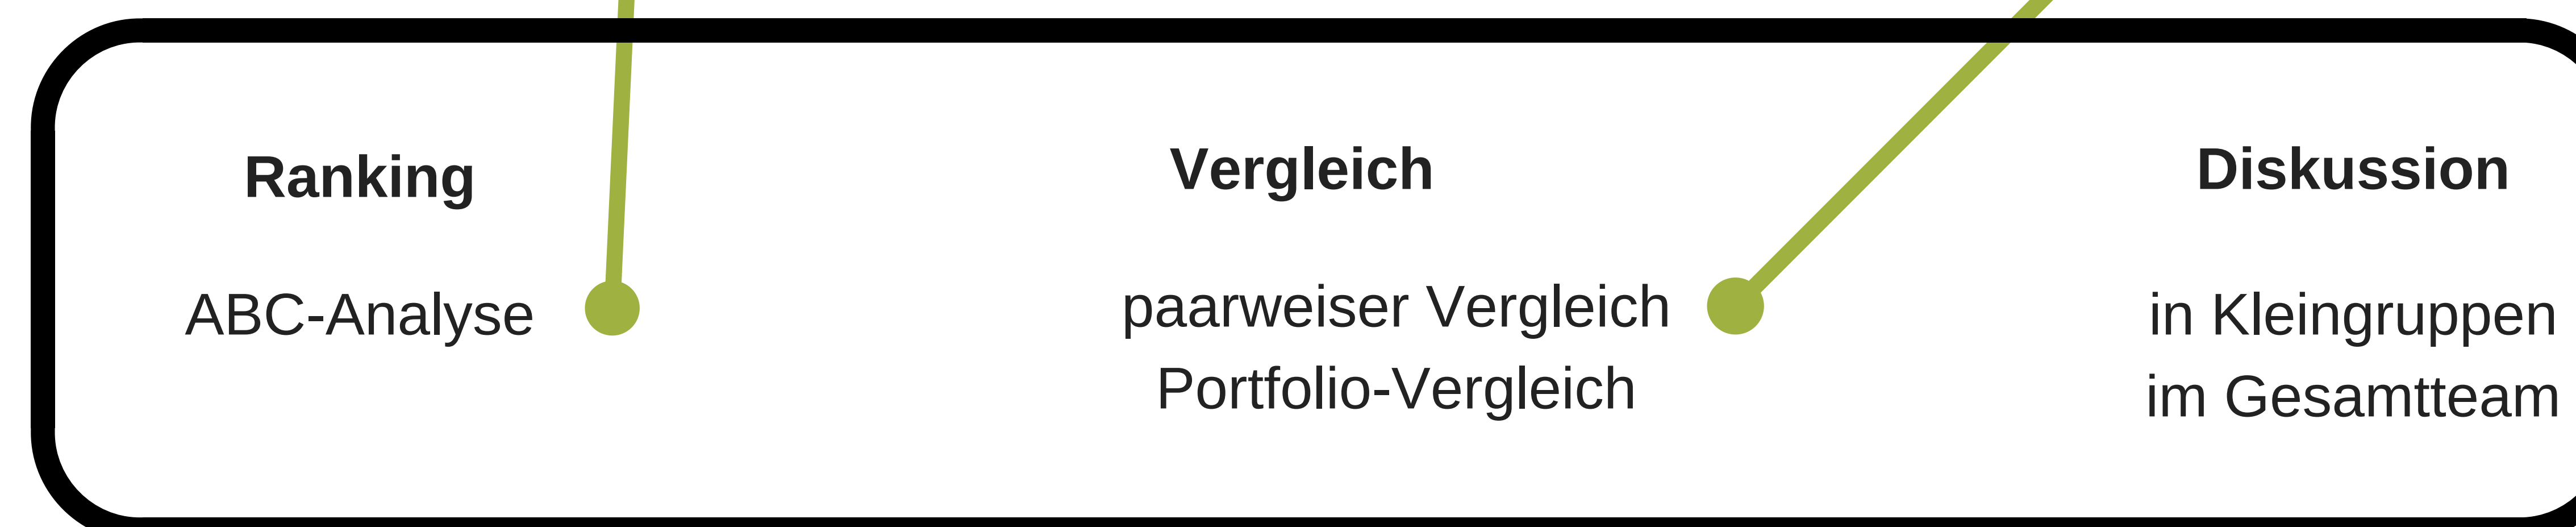 Ranking
ABC-Analyse
Vergleich
paarweiser Vergleich
Portfolio-Vergleich
Diskussion
in Kleingruppen
im Gesamtteam